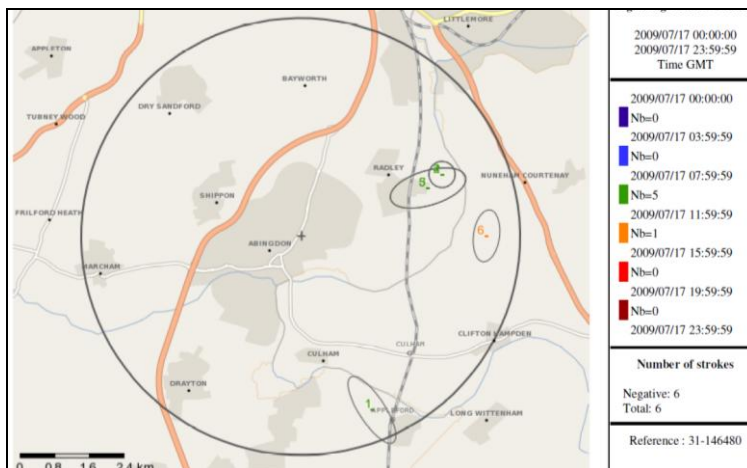 LITTLEMORE
APPLETON
BAYWORTH
DRY SANDFORD
TUBNEY WOOD
RADLEY
NUNEHAM COURTENAY
SHIPPON
FRILFORD HEATH
6
ABINGDON
MARCHAM
CLIFTON HAMPDEN
CULHAM
CULHAM
DRAYTON
1
APPLEFORD
LONG WITTENHAM
0 0.8 1.6 2.4 km
2009/07/17 00:00:00
2009/07/17 23:59:59
Time GMT
2009/07/17 00:00:00
Nb=0
2009/07/17 03:59:59
Nb=0
2009/07/17 07:59:59
Nb=5
2009/07/17 11:59:59
Nb=1
2009/07/17 15:59:59
Nb=0
2009/07/17 19:59:59
Nb=0
2009/07/17 23:59:59
Number of strokes
Negative: 6
Total: 6
Reference : 31-146480